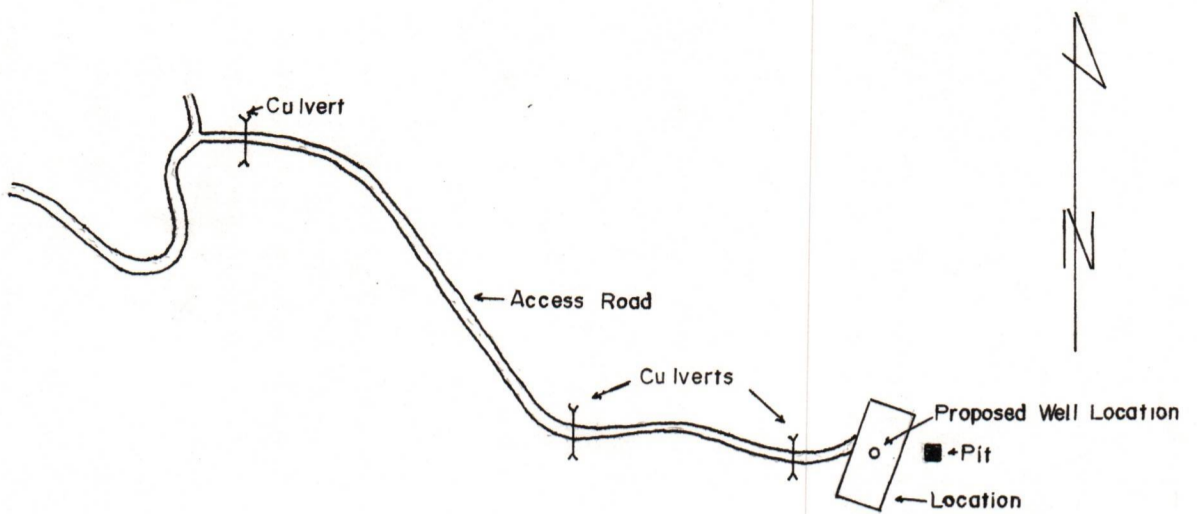 Culvert
N
Access Road
Culverts
Proposed Well Location
Pit
Location